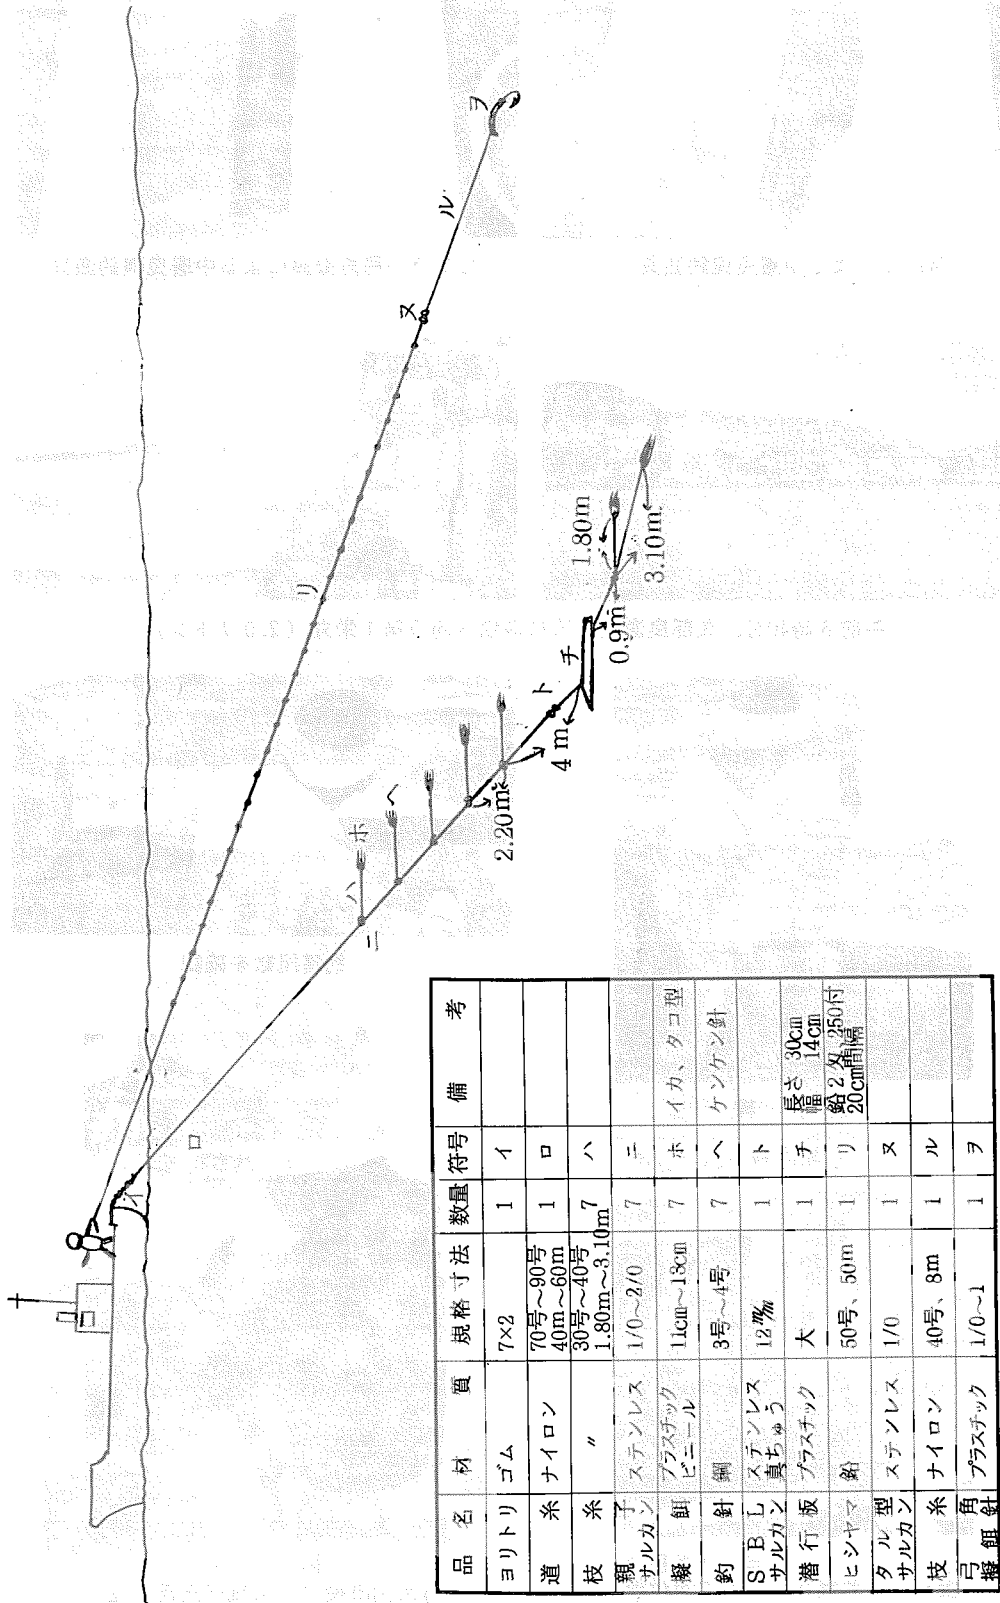 ヲ
ル
ヌ
リ
1.80m
3.10m
0.9m
チ
ト
4m
2.20m
ヘ
ホ
ハ
ニ
ロ
イ
品名 材質 規格寸法 数量 符号 備考
ヨリトリ ゴム 7×2 1 イ
道糸 ナイロン 70号～90号 40m～60m 1 ロ
枝糸 〃 30号～40号 1.80m～3.10m 7 ハ
親子サルカン ステンレス 1/0～2/0 7 ニ
擬餌 プラスチック ビニール 11cm～13cm 7 ホ イカ、タコ型
釣針 鋼 3号～4号 7 ヘ ケンケン針
SBLサルカン ステンレス 真ちゅう 12m/m 1 ト
潜行板 プラスチック 大 1 チ 長さ 30cm 幅 14cm
ヒシヤマ 鉛 50号、50m 1 リ 鉛2匁 250付 20cm間隔
タル型サルカン ステンレス 1/0 1 ヌ
枝糸 ナイロン 40号、8m 1 ル
弓角擬餌針 プラスチック 1/0～1 1 ヲ